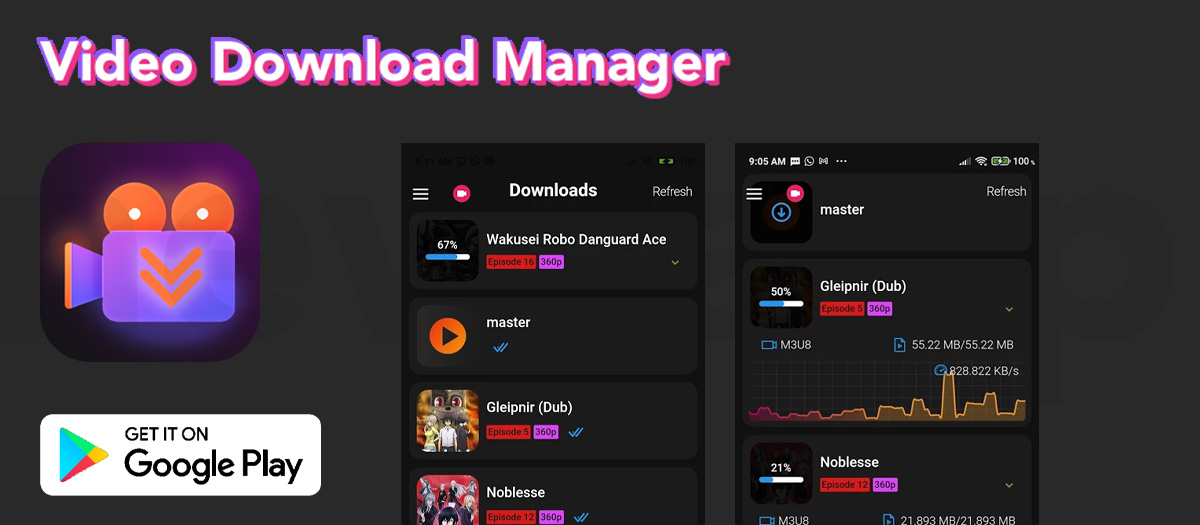 Video Download Manager
GET IT ON
Google Play
9:11 AM
Downloads
Refresh
67%
Wakusei Robo Danguard Ace
Episode 16 360p
master
Gleipnir (Dub)
Episode 5 360p
Noblesse
Episode 12 360p
9:05 AM
100
Refresh
master
50%
Gleipnir (Dub)
Episode 5 360p
M3U8
55.22 MB/55.22 MB
828.822 KB/s
21%
Noblesse
Episode 12 360p
M3U8
21.893 MB/21.893 MB